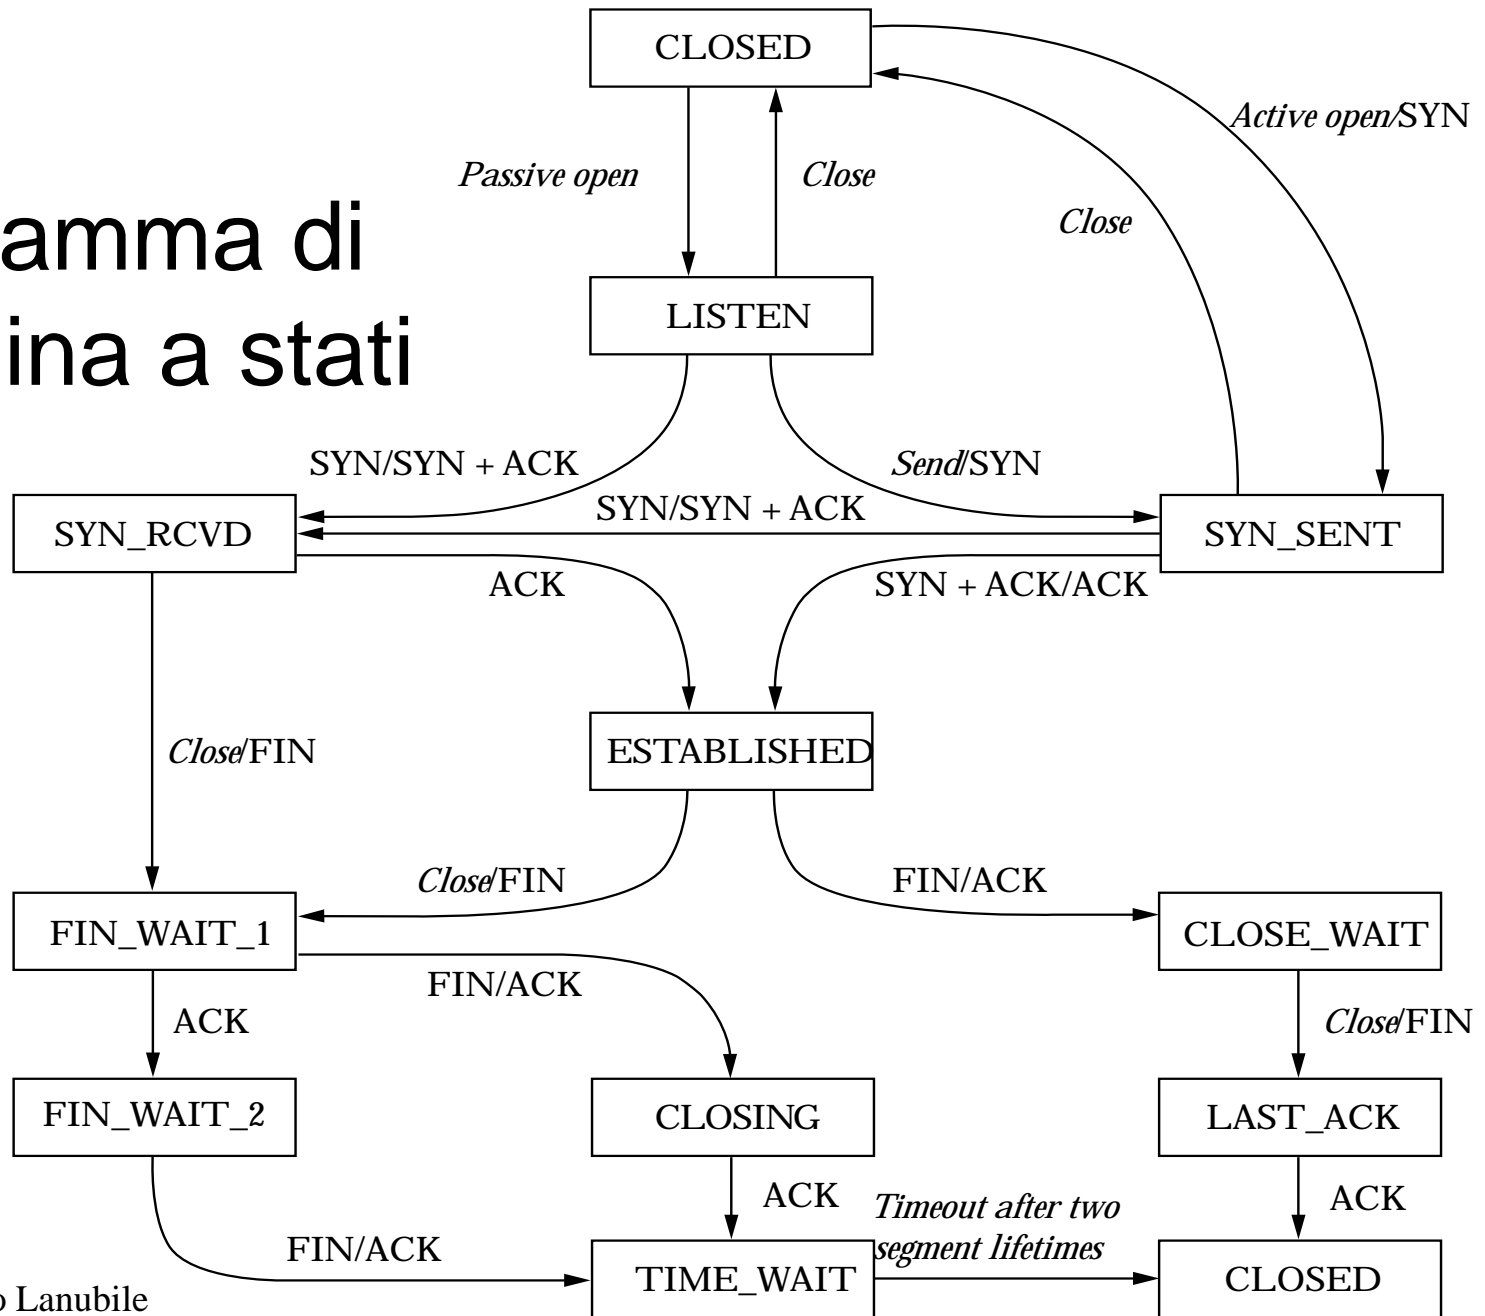 CLOSED
Active open/SYN
Passive open
Close
Close
amma di
ina a stati
LISTEN
SYN/SYN + ACK
Send/SYN
SYN/SYN + ACK
SYN_RCVD
SYN_SENT
ACK
SYN + ACK/ACK
Close/FIN
ESTABLISHED
Close/FIN
FIN/ACK
FIN_WAIT_1
CLOSE_WAIT
FIN/ACK
ACK
Close/FIN
FIN_WAIT_2
CLOSING
LAST_ACK
ACK
Timeout after two
segment lifetimes
ACK
FIN/ACK
TIME_WAIT
CLOSED
o Lanubile